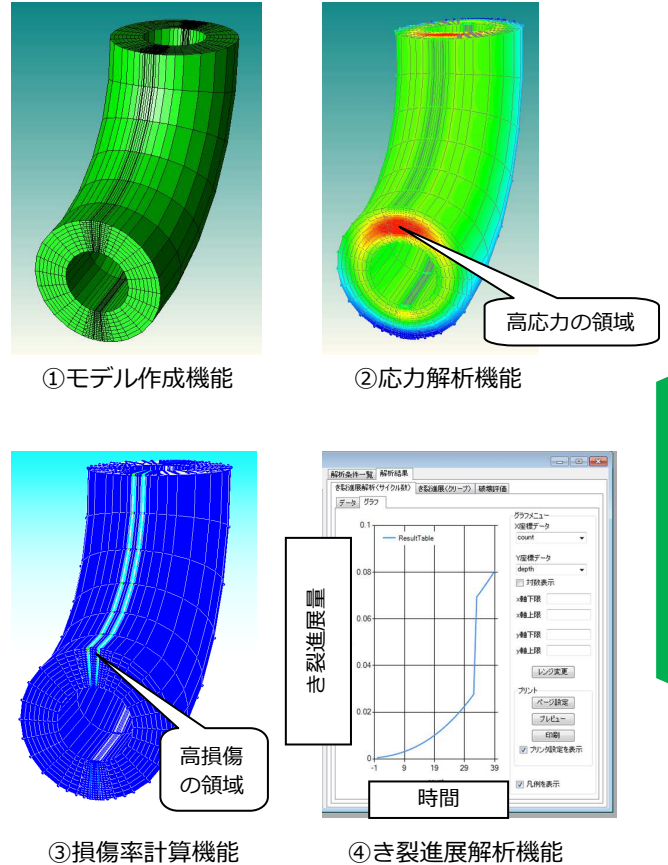 高応力の領域
①モデル作成機能
②応力解析機能
高損傷
の領域
解析条件一覧 解析結果
き裂進展解析(サイクル数) き裂進展(クリープ) 破壊評価
データ グラフ
ResultTable
0.1
0.08
0.06
0.04
0.02
0
-1 9 19 29 39
き裂進展量
時間
グラフメニュー
X座標データ
count
Y座標データ
depth
対数表示
x軸下限
x軸上限
y軸下限
y軸上限
レンジ変更
プリント
ページ設定
プレビュー
印刷
プリンタ設定を表示
凡例を表示
③損傷率計算機能
④き裂進展解析機能